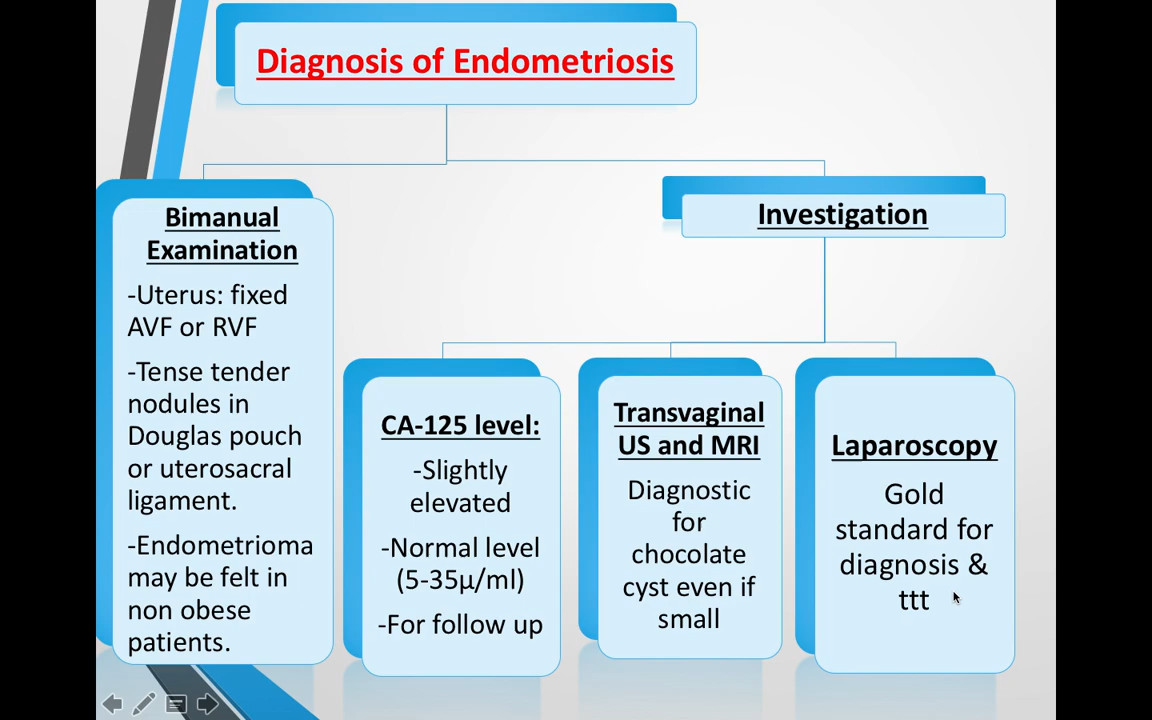 Diagnosis of Endometriosis
Bimanual
Examination
-Uterus: fixed
AVF or RVF
-Tense tender
nodules in
Douglas pouch
or uterosacral
ligament.
-Endometrioma
may be felt in
non obese
patients.
Investigation
CA-125 level:
-Slightly
elevated
-Normal level
(5-35µ/ml)
-For follow up
Transvaginal
US and MRI
Diagnostic
for
chocolate
cyst even if
small
Laparoscopy
Gold
standard for
diagnosis &
ttt